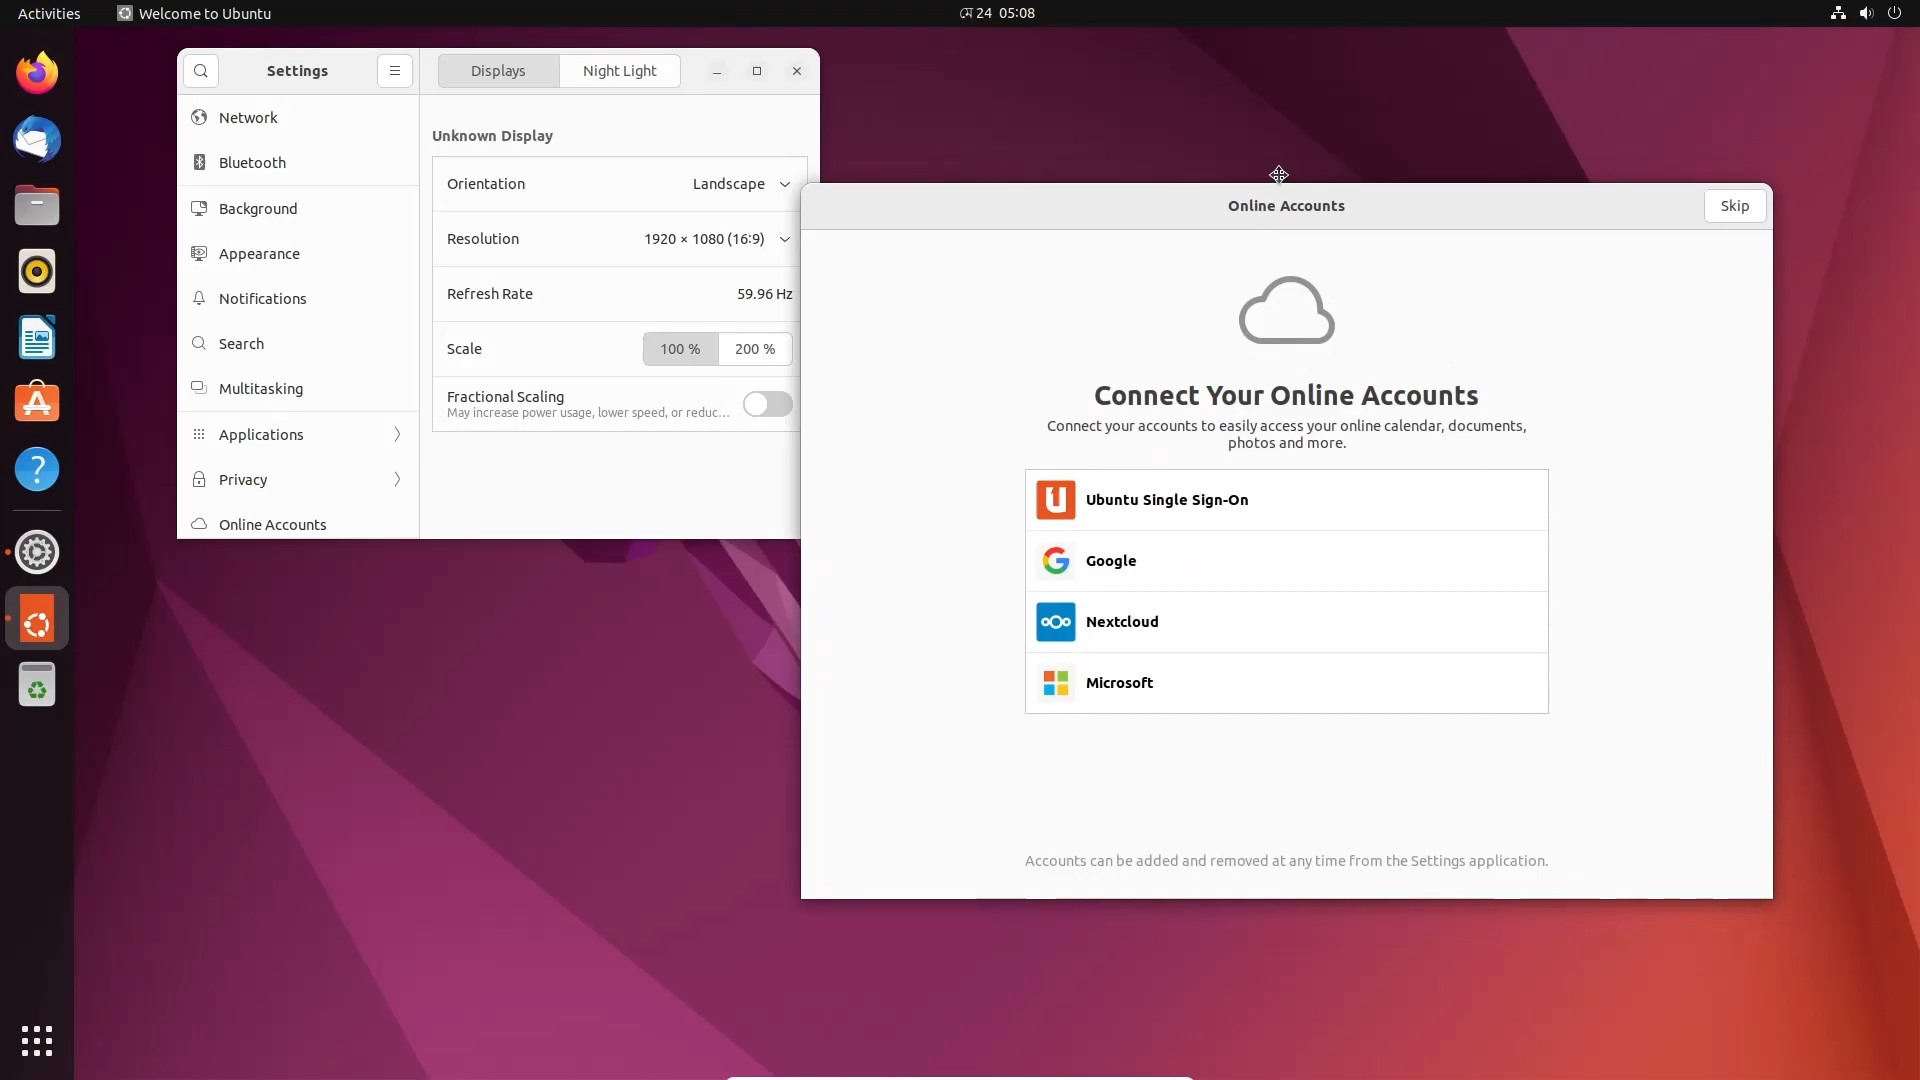 Activities
Welcome to Ubuntu
24 05:08
Settings
Displays
Night Light
Network
Bluetooth
Background
Appearance
Notifications
Search
Multitasking
Applications
Privacy
Online Accounts
Unknown Display
Orientation
Landscape
Resolution
1920 × 1080 (16:9)
Refresh Rate
59.96 Hz
Scale
100 %
200 %
Fractional Scaling
May increase power usage, lower speed, or reduc…
Online Accounts
Skip
Connect Your Online Accounts
Connect your accounts to easily access your online calendar, documents,
photos and more.
Ubuntu Single Sign-On
Google
Nextcloud
Microsoft
Accounts can be added and removed at any time from the Settings application.